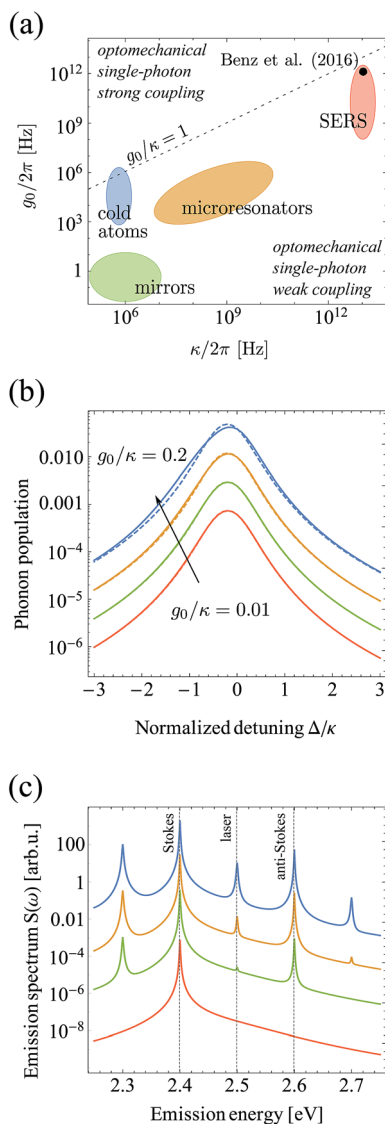 (a)
optomechanical
single-photon
strong coupling
Benz et al. (2016)
SERS
g₀/κ = 1
cold
atoms
microresonators
mirrors
optomechanical
single-photon
weak coupling
g₀/2π [Hz]
10¹²
10⁹
10⁶
10³
1
10⁶
10⁹
10¹²
κ/2π [Hz]
(b)
g₀/κ = 0.2
g₀/κ = 0.01
Phonon population
0.010
0.001
10⁻⁴
10⁻⁵
10⁻⁶
−3 −2 −1 0 1 2 3
Normalized detuning Δ/κ
(c)
Stokes
laser
anti-Stokes
Emission spectrum S(ω) [arb.u.]
100
1
0.01
10⁻⁴
10⁻⁶
10⁻⁸
2.3 2.4 2.5 2.6 2.7
Emission energy [eV]